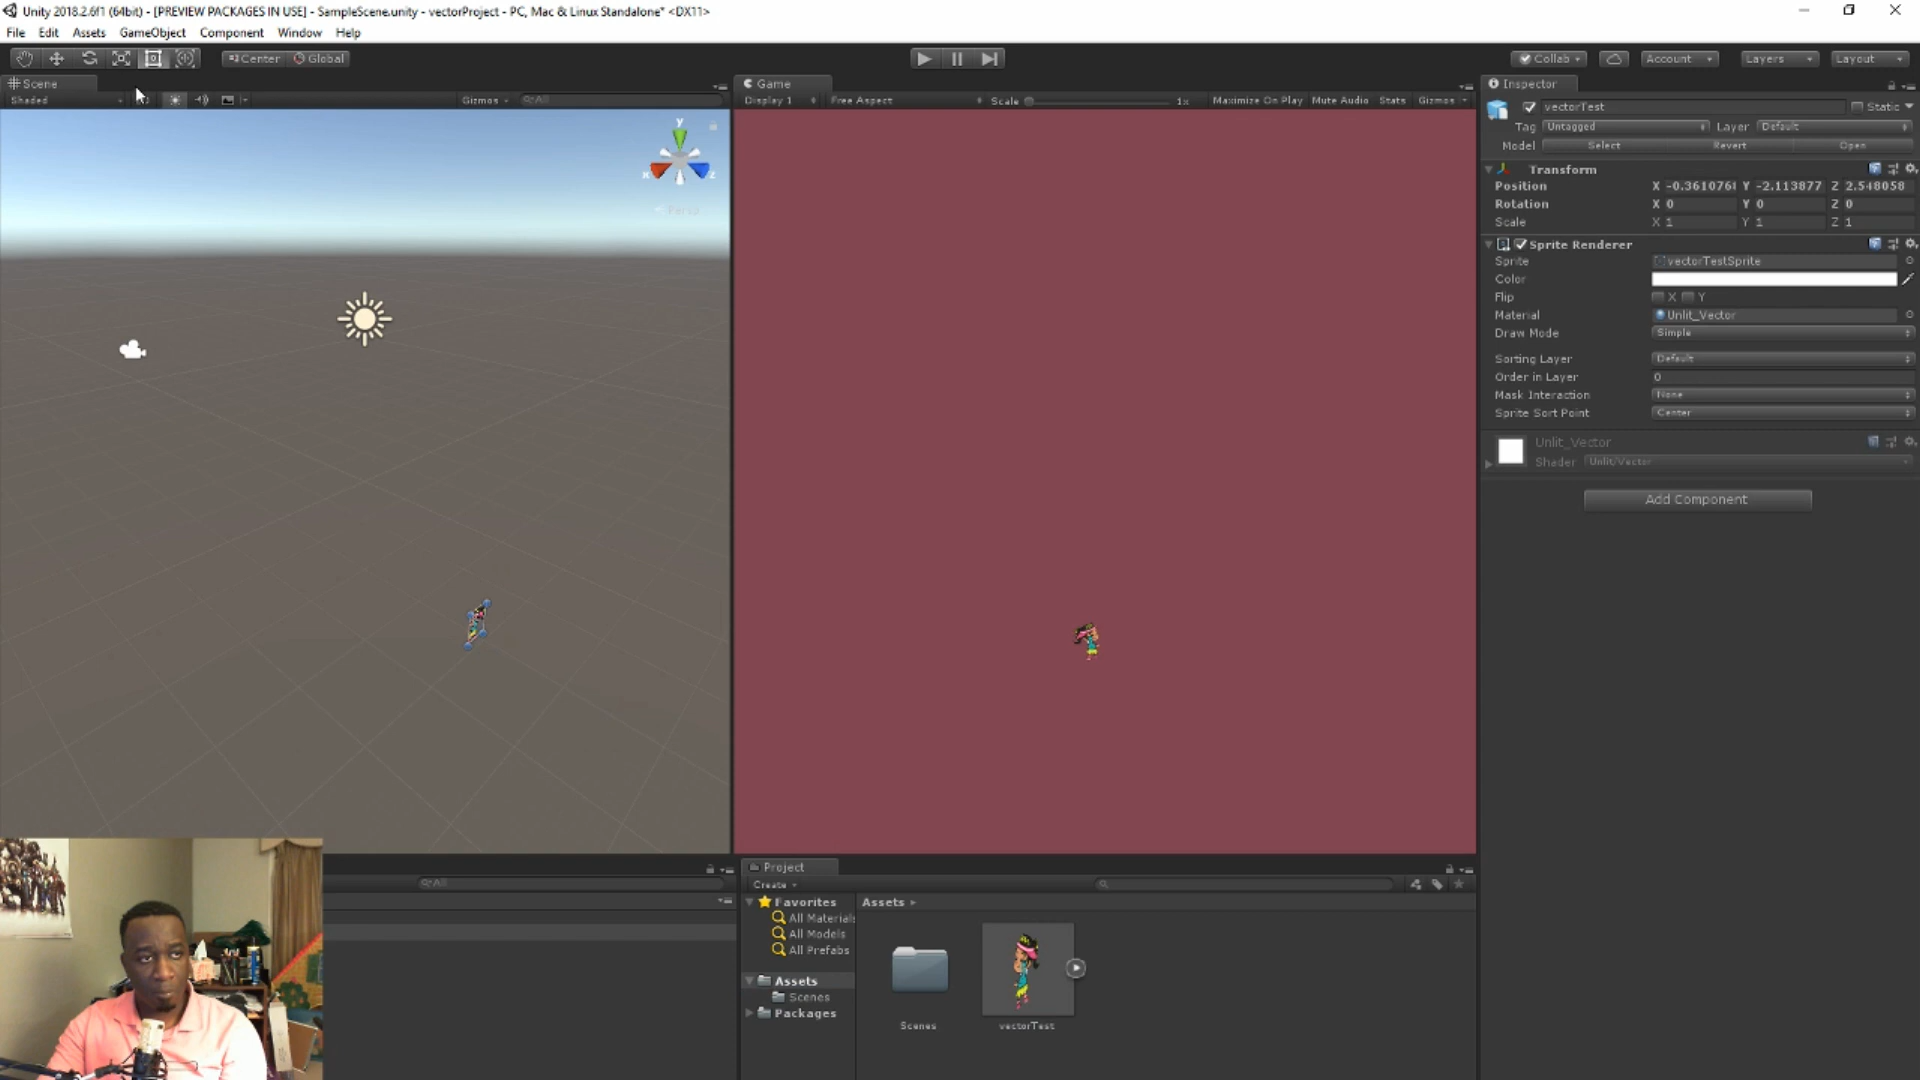 Unity 2018.2.6f1 (64bit) - [PREVIEW PACKAGES IN USE] - SampleScene.unity - vectorProject - PC, Mac & Linux Standalone* <DX11>
File Edit Assets GameObject Component Window Help
Center Global Collab Account Layers Layout
Scene
Shaded Gizmos All
y
x z
Persp
Game
Display 1 Free Aspect Scale 1x Maximize On Play Mute Audio Stats Gizmos
Inspector
vectorTest Static
Tag Untagged Layer Default
Model Select Revert Open
Transform
Position X -0.3610761 Y -2.113877 Z 2.548058
Rotation X 0 Y 0 Z 0
Scale X 1 Y 1 Z 1
Sprite Renderer
Sprite vectorTestSprite
Color
Flip X Y
Material Unlit_Vector
Draw Mode Simple
Sorting Layer Default
Order in Layer 0
Mask Interaction None
Sprite Sort Point Center
Unlit_Vector
Shader Unlit/Vector
Add Component
All
Project
Create
Favorites
All Materials
All Models
All Prefabs
Assets
Scenes
Packages
Assets
Scenes
vectorTest